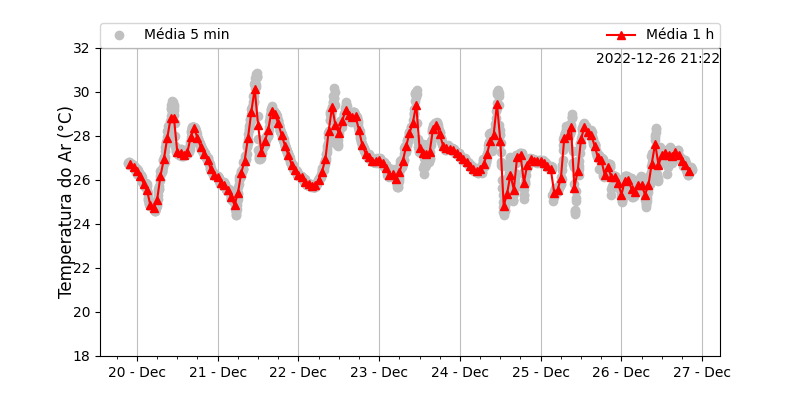 Média 5 min
Média 1 h
2022-12-26 21:22
Temperatura do Ar (°C)
32
30
28
26
24
22
20
18
20 - Dec
21 - Dec
22 - Dec
23 - Dec
24 - Dec
25 - Dec
26 - Dec
27 - Dec